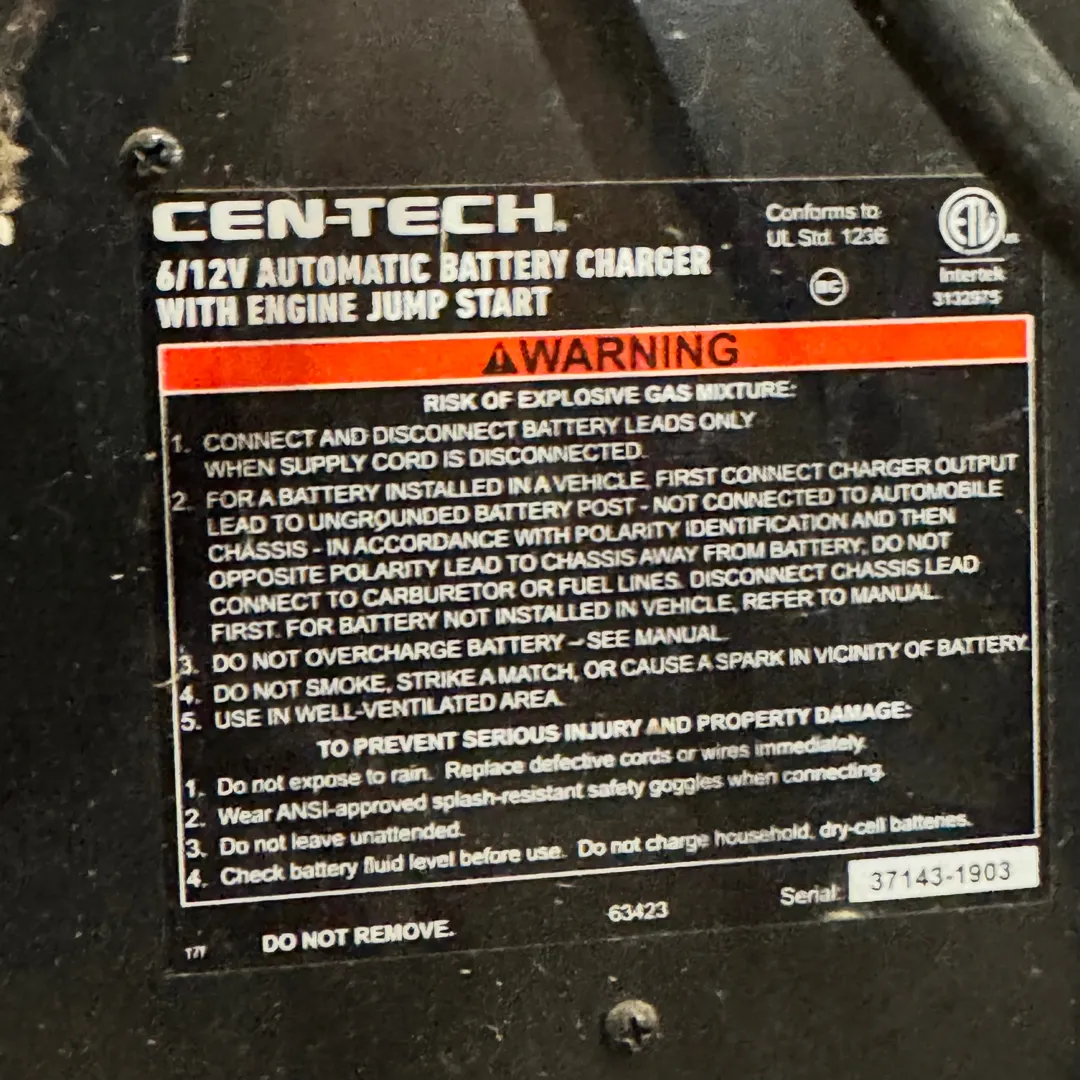 CEN-TECH®
6/12V AUTOMATIC BATTERY CHARGER
WITH ENGINE JUMP START
Conforms to
UL Std. 1236
BC
ETL
US
Intertek
3132975
⚠WARNING
RISK OF EXPLOSIVE GAS MIXTURE:
1. CONNECT AND DISCONNECT BATTERY LEADS ONLY
WHEN SUPPLY CORD IS DISCONNECTED.
2. FOR A BATTERY INSTALLED IN A VEHICLE, FIRST CONNECT CHARGER OUTPUT
LEAD TO UNGROUNDED BATTERY POST - NOT CONNECTED TO AUTOMOBILE
CHASSIS - IN ACCORDANCE WITH POLARITY IDENTIFICATION AND THEN
OPPOSITE POLARITY LEAD TO CHASSIS AWAY FROM BATTERY; DO NOT
CONNECT TO CARBURETOR OR FUEL LINES. DISCONNECT CHASSIS LEAD
FIRST. FOR BATTERY NOT INSTALLED IN VEHICLE, REFER TO MANUAL.
3. DO NOT OVERCHARGE BATTERY – SEE MANUAL.
4. DO NOT SMOKE, STRIKE A MATCH, OR CAUSE A SPARK IN VICINITY OF BATTERY.
5. USE IN WELL-VENTILATED AREA.
TO PREVENT SERIOUS INJURY AND PROPERTY DAMAGE:
1. Do not expose to rain. Replace defective cords or wires immediately.
2. Wear ANSI-approved splash-resistant safety goggles when connecting.
3. Do not leave unattended.
4. Check battery fluid level before use. Do not charge household, dry-cell batteries.
17f DO NOT REMOVE. 63423 Serial: 37143-1903